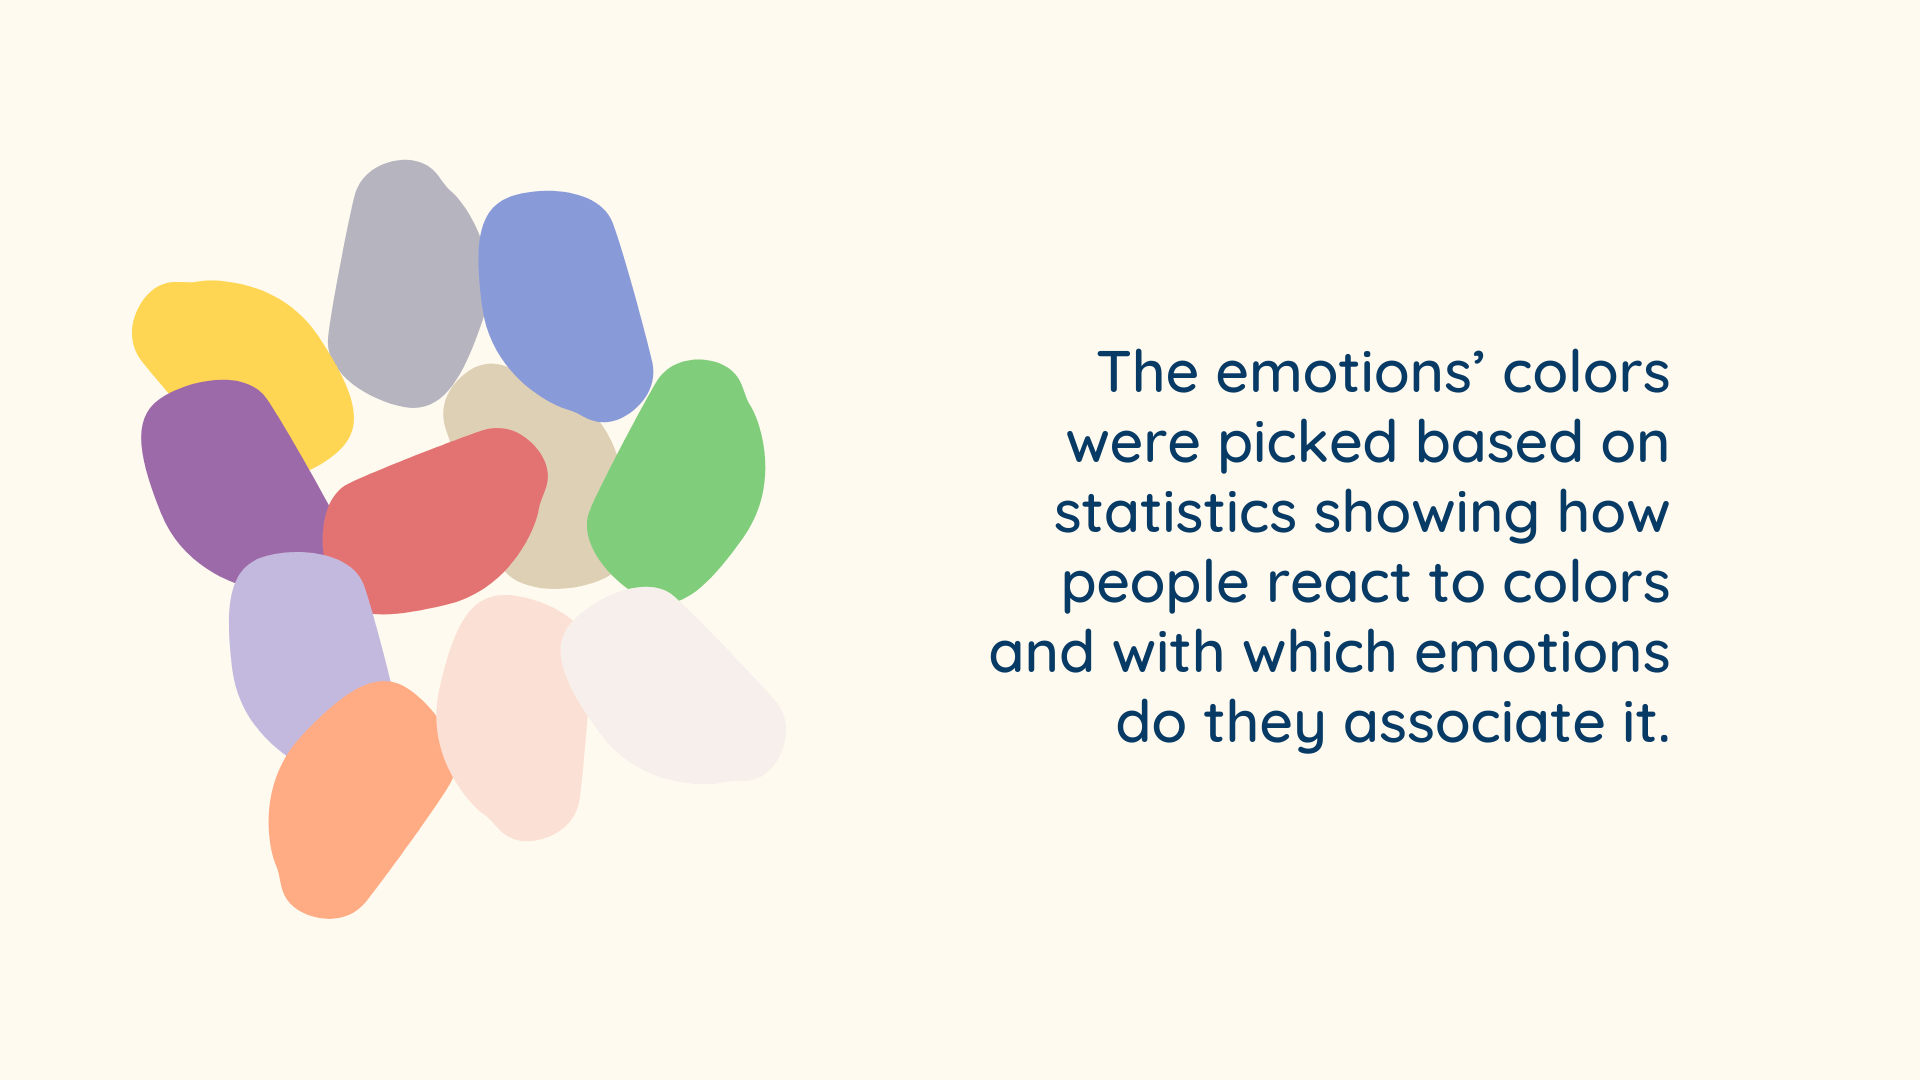 The emotions’ colors
were picked based on
statistics showing how
people react to colors
and with which emotions
do they associate it.